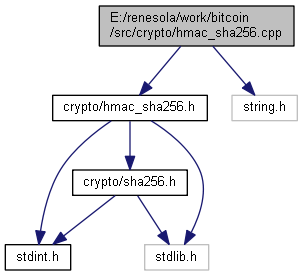 E:/renesola/work/bitcoin
/src/crypto/hmac_sha256.cpp
crypto/hmac_sha256.h
string.h
crypto/sha256.h
stdint.h
stdlib.h